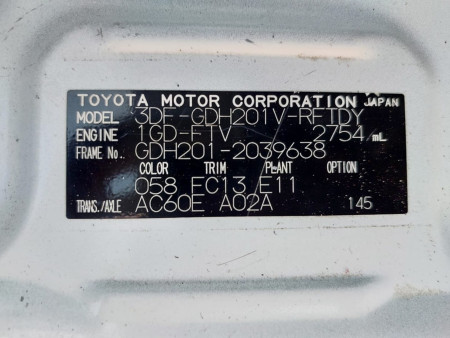 TOYOTA MOTOR CORPORATION JAPAN
MODEL 3DF-GDH201V-RFTDY
ENGINE 1GD-FTV 2754 mL
FRAME No. GDH201-2039638
COLOR TRIM PLANT OPTION
058 EC13 E11
TRANS./AXLE AC60E A02A 145